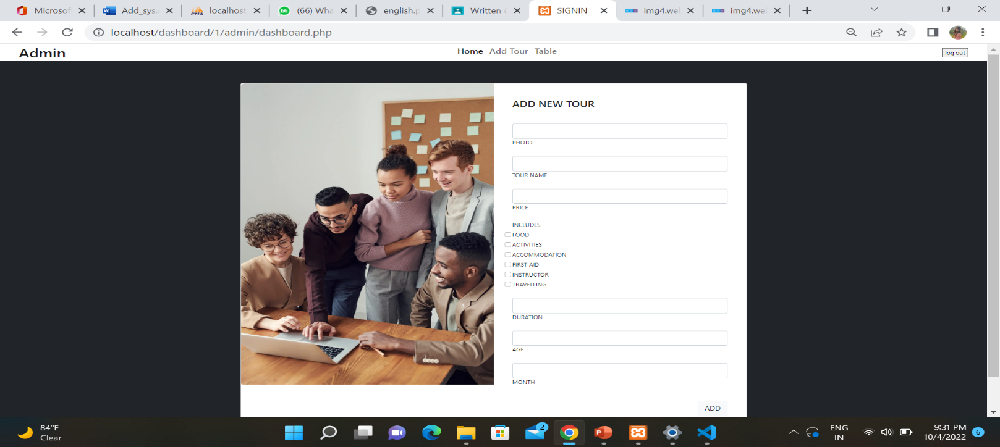 Microsof
Add_sys.
localhost
(66) Wha
english.p
Written &
SIGNIN
img4.wel
img4.wel
localhost/dashboard/1/admin/dashboard.php
Admin
Home Add Tour Table
log out
ADD NEW TOUR
PHOTO
TOUR NAME
PRICE
INCLUDES
FOOD
ACTIVITIES
ACCOMMODATION
FIRST AID
INSTRUCTOR
TRAVELLING
DURATION
AGE
MONTH
ADD
84°F
Clear
2
ENG
IN
9:31 PM
10/4/2022
6